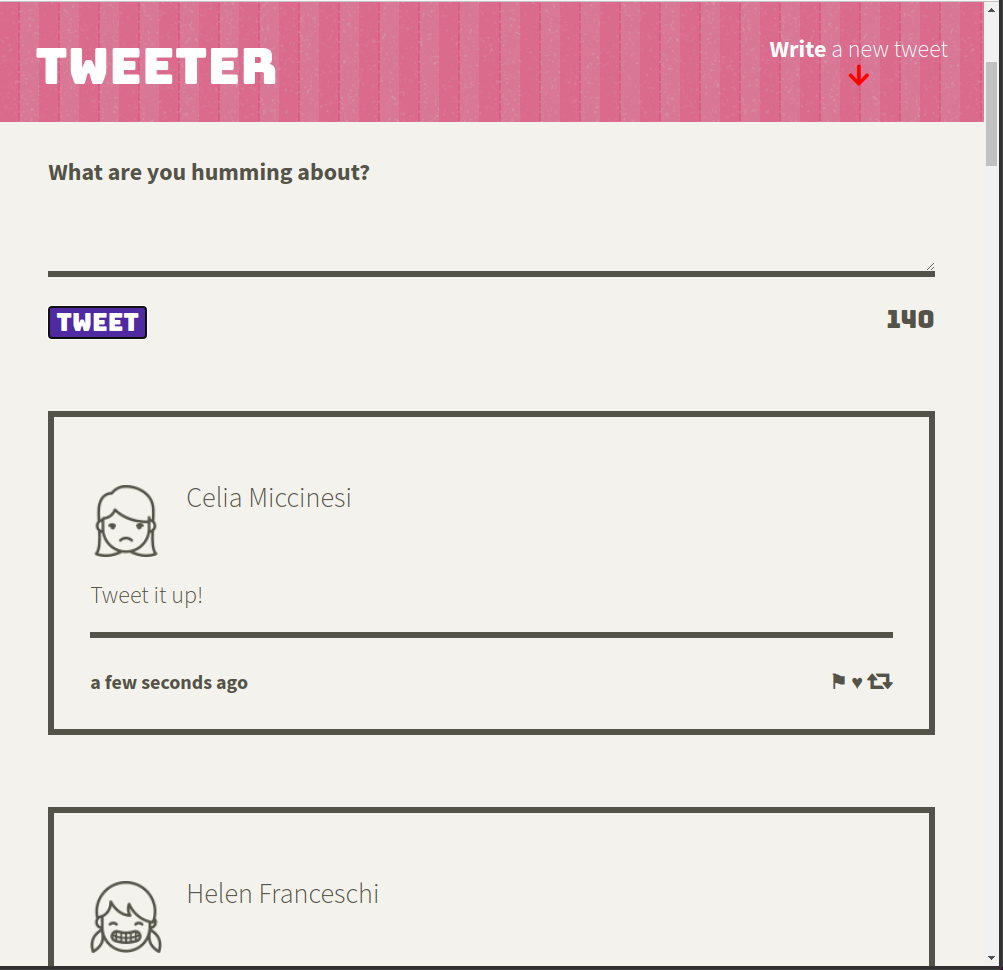 TWEETER
Write a new tweet
What are you humming about?
TWEET
140
Celia Miccinesi
Tweet it up!
a few seconds ago
Helen Franceschi